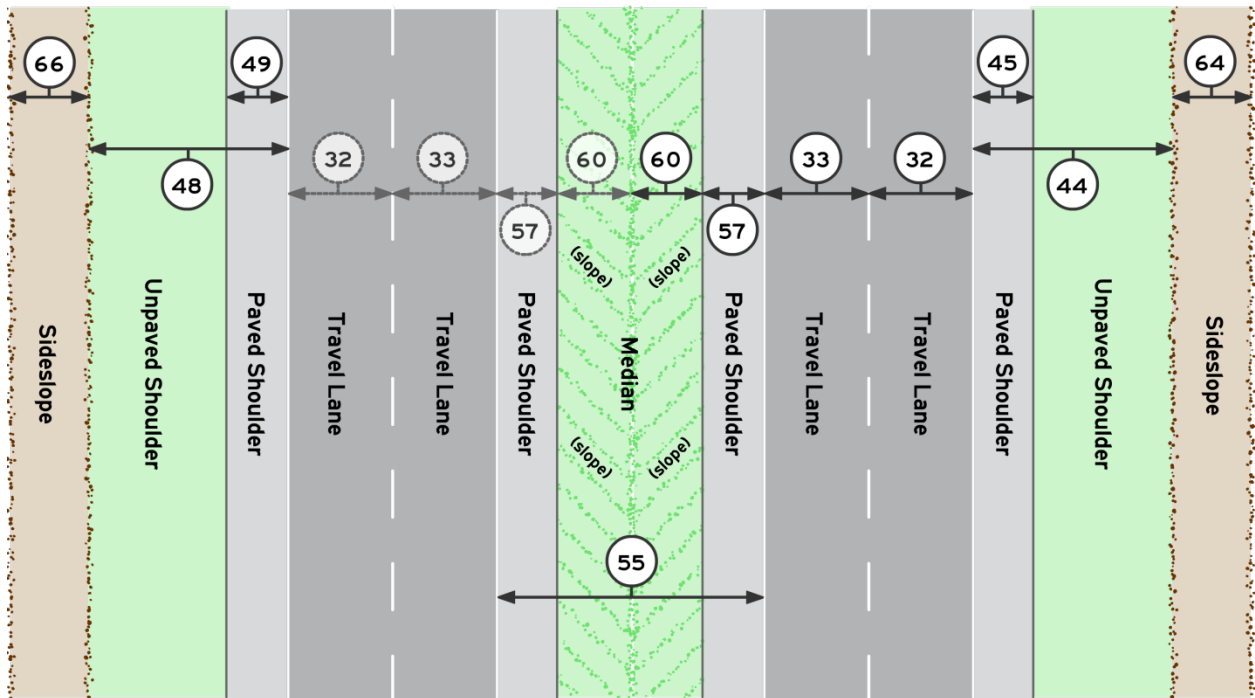 66
49
45
64
32
33
60
60
33
32
48
57
57
44
(slope)
(slope)
Sideslope
Unpaved Shoulder
Paved Shoulder
Travel Lane
Travel Lane
Paved Shoulder
Median
Paved Shoulder
Travel Lane
Travel Lane
Paved Shoulder
Unpaved Shoulder
Sideslope
(slope)
(slope)
55